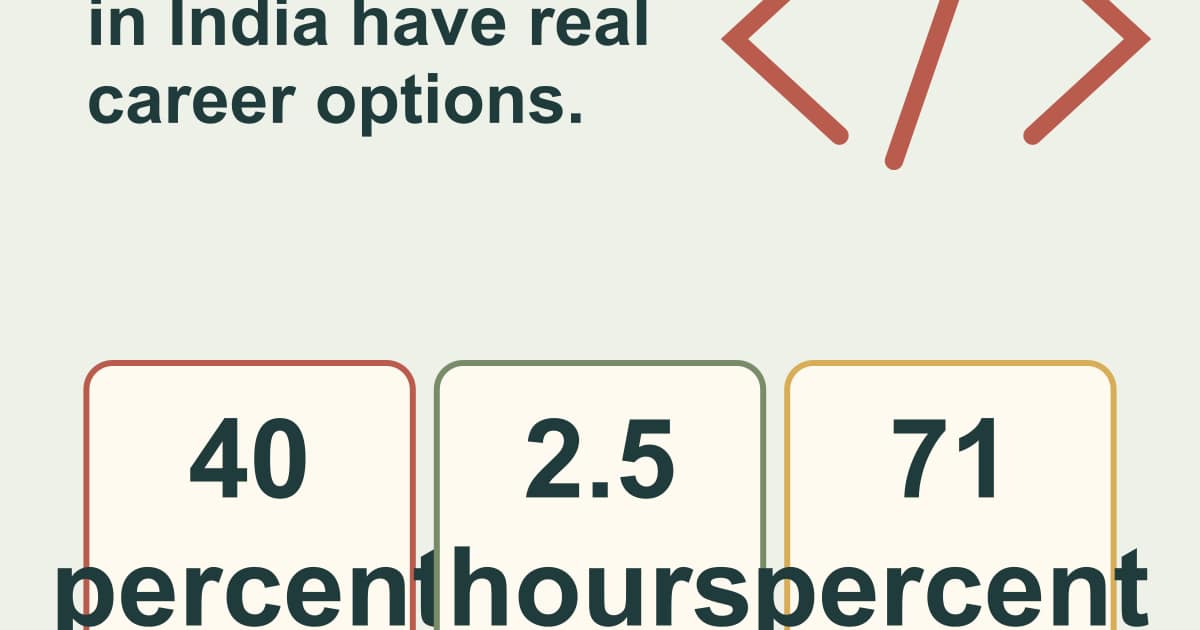 in India have real
career options.
40
percent
2.5
hours
71
percent